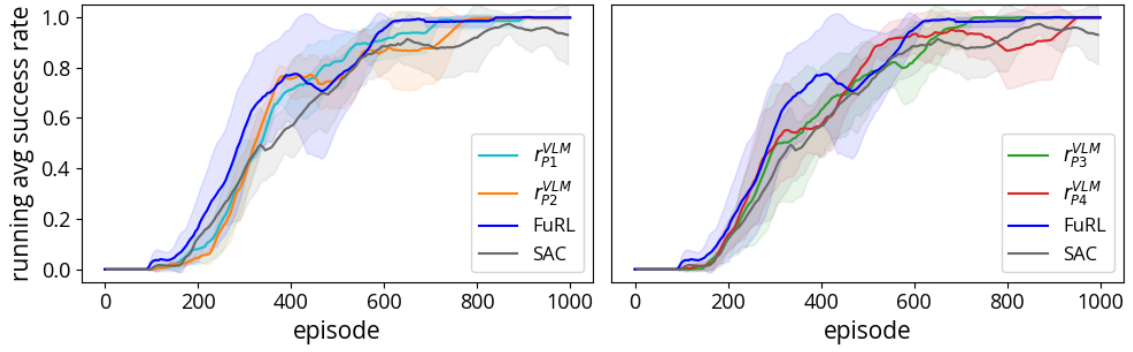 running avg success rate
1.0
0.8
0.6
0.4
0.2
0.0
0 200 400 600 800 1000
episode
r_{P1}^{VLM}
r_{P2}^{VLM}
FuRL
SAC
0 200 400 600 800 1000
episode
r_{P3}^{VLM}
r_{P4}^{VLM}
FuRL
SAC